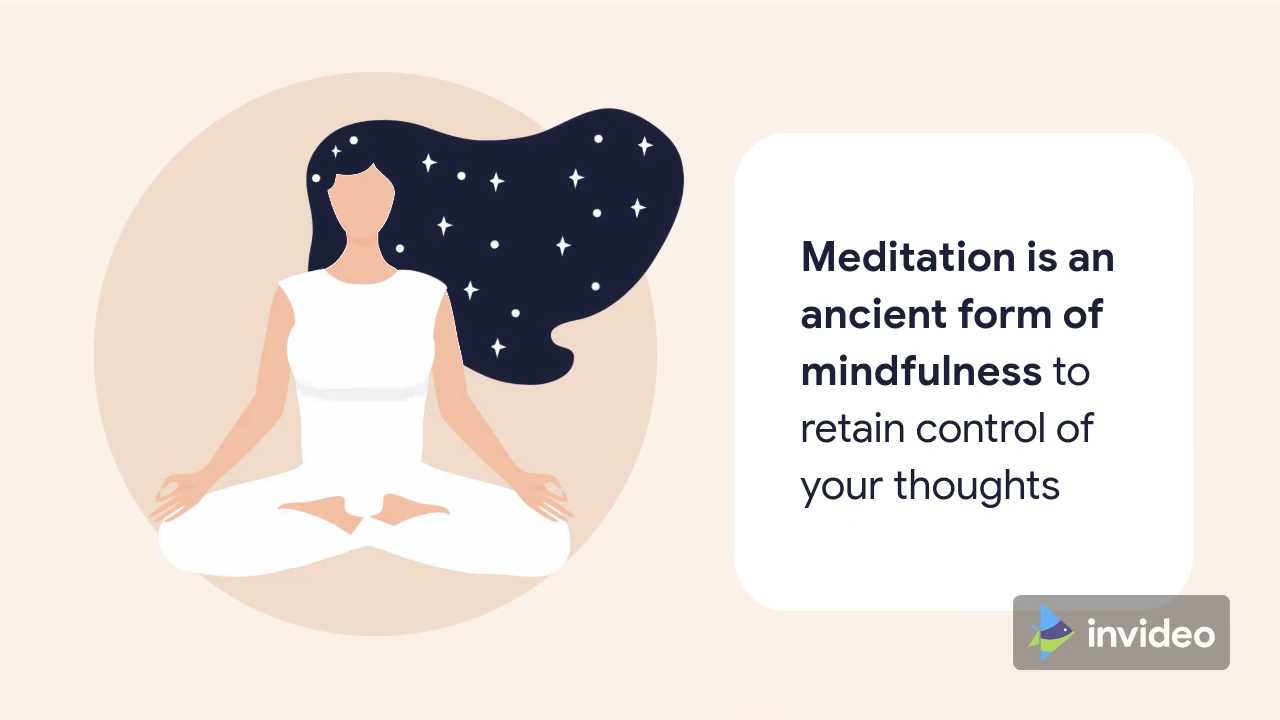 Meditation is an
ancient form of
mindfulness to
retain control of
your thoughts
invideo